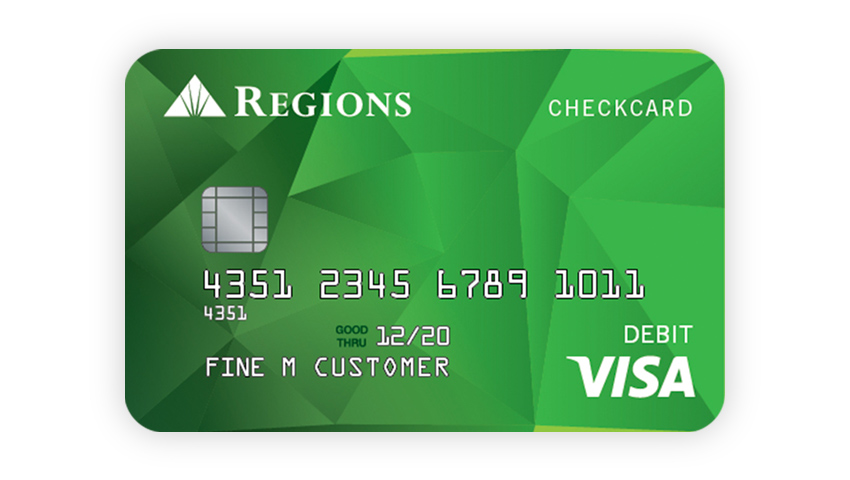 REGIONS CHECKCARD
4351 2345 6789 1011
4351
GOOD THRU 12/20
DEBIT
FINE M CUSTOMER
VISA